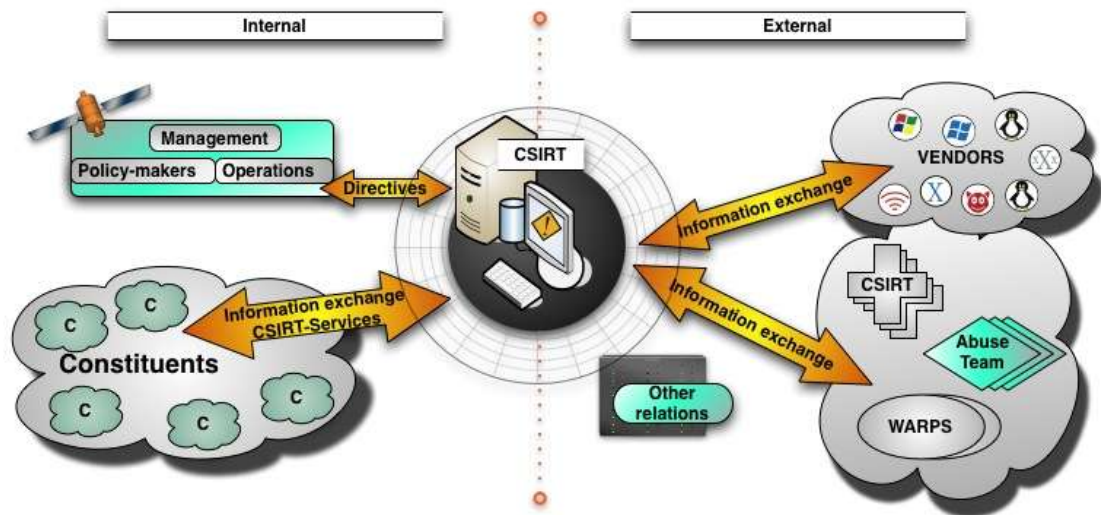 Internal
External
Management
Policy-makers
Operations
Directives
CSIRT
Information exchange
VENDORS
X
xXx
Information exchange
CSIRT-Services
C
C
Constituents
C
C
C
Information exchange
CSIRT
Abuse
Team
WARPS
Other
relations